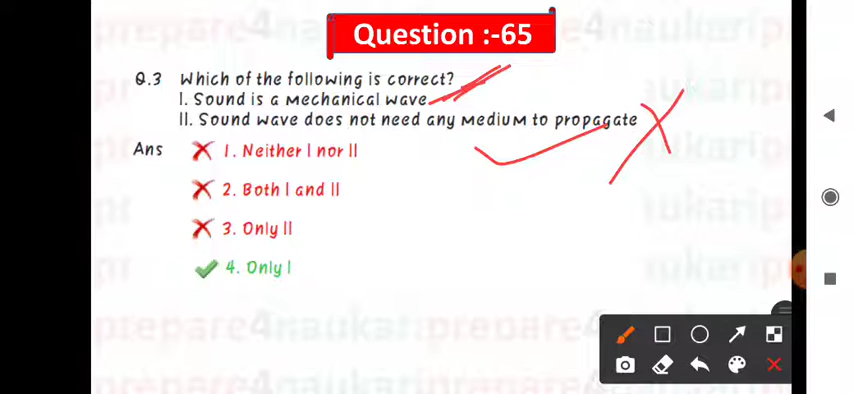 Question :-65
Q.3 Which of the following is correct?
I. Sound is a mechanical wave
II. Sound wave does not need any medium to propagate
Ans 1. Neither I nor II
2. Both I and II
3. Only II
4. Only I
prepare4naukariprepare4naukaripr